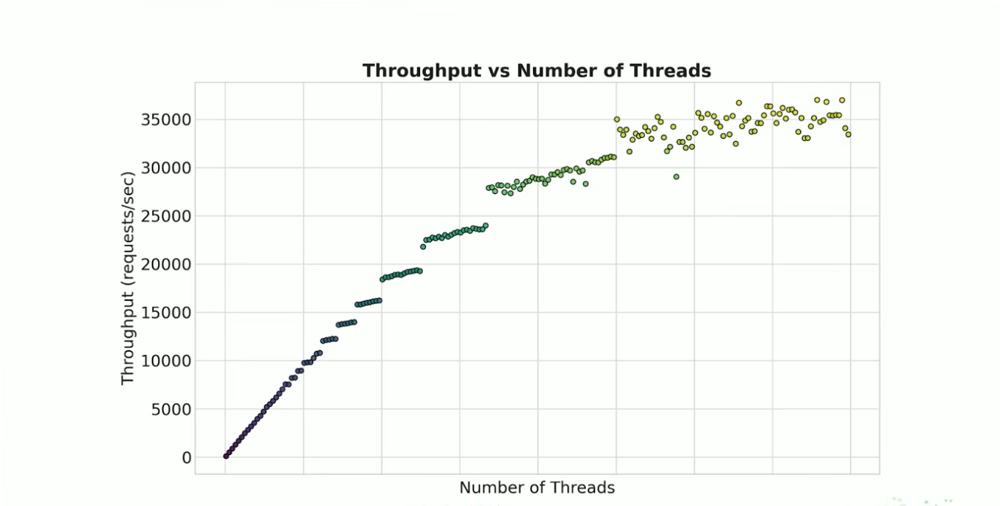 Throughput vs Number of Threads
Throughput (requests/sec)
35000
30000
25000
20000
15000
10000
5000
0
Number of Threads